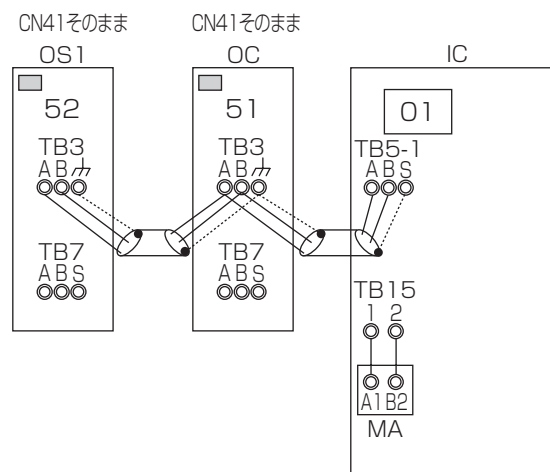 CN41そのまま CN41そのまま
OS1 OC IC
52 51 01
TB3 TB3 TB5-1
A B A B A B S
TB7 TB7
A B S A B S
TB15
1 2
A1 B2
MA